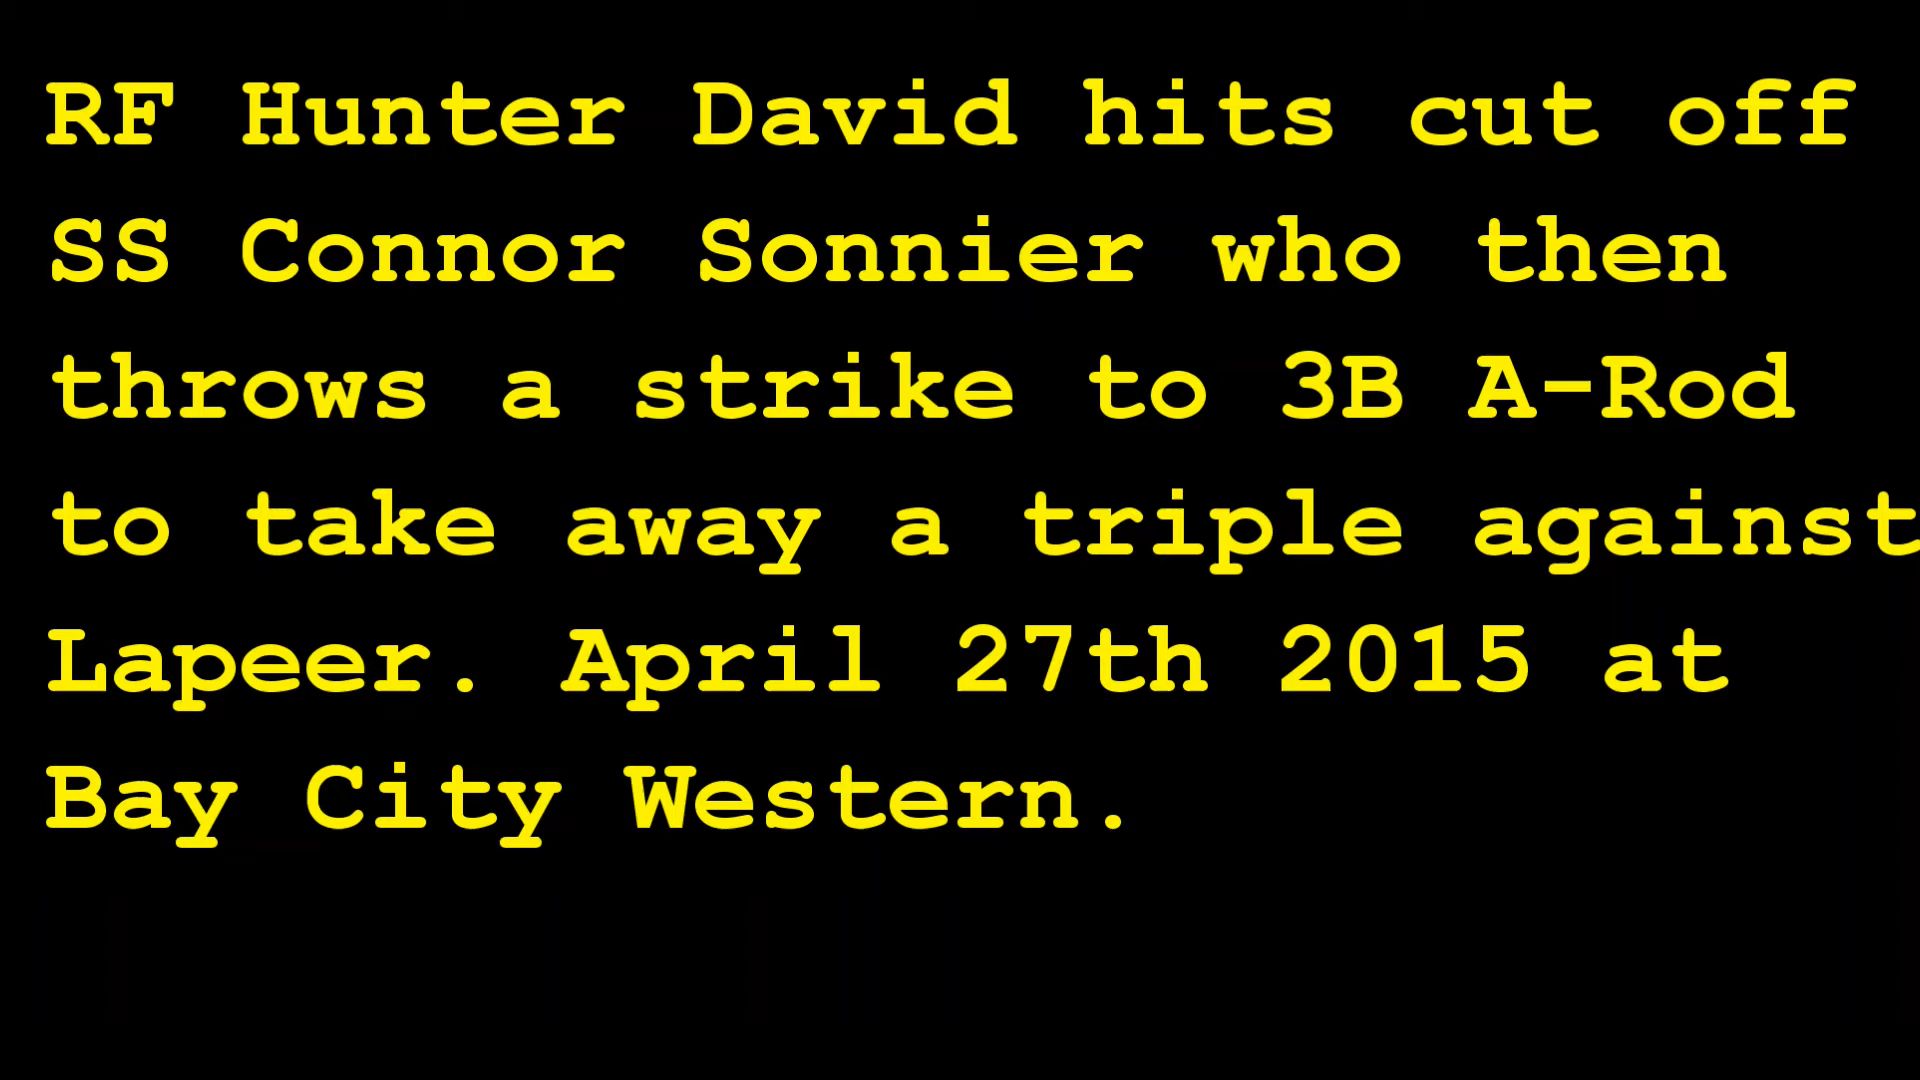 RF Hunter David hits cut off
SS Connor Sonnier who then
throws a strike to 3B A-Rod
to take away a triple against
Lapeer. April 27th 2015 at
Bay City Western.